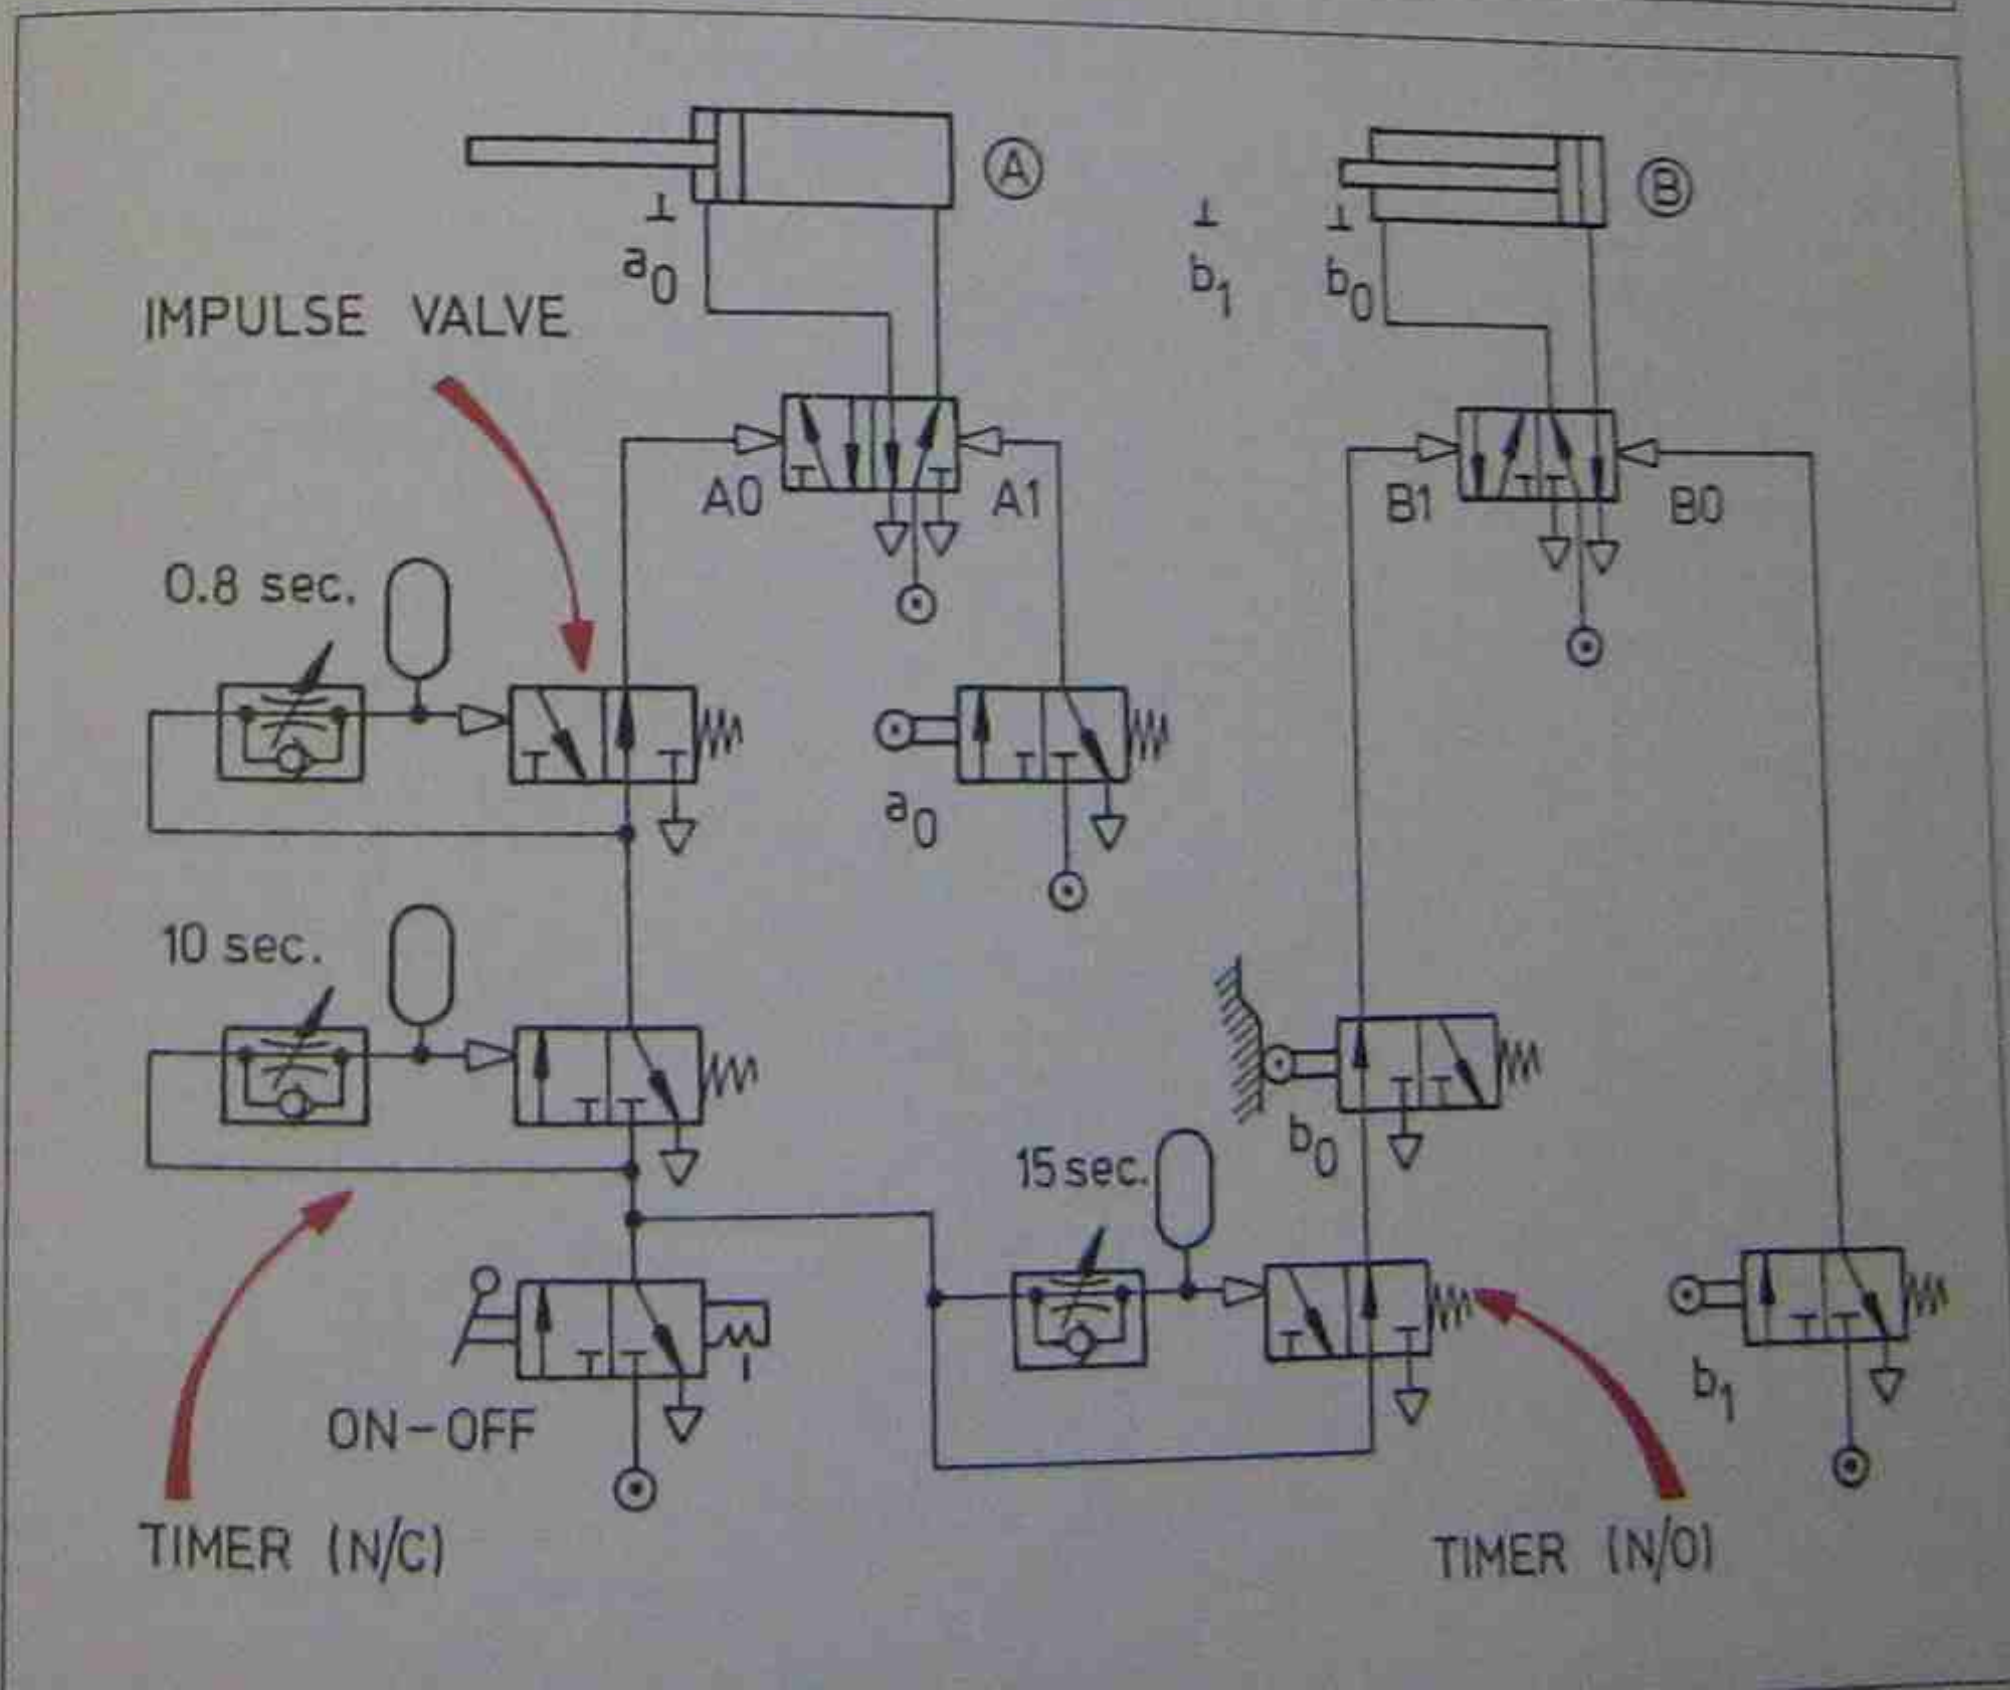 A
B
a0
b1
b0
IMPULSE VALVE
A0
A1
B1
B0
0.8 sec.
a0
10 sec.
b0
15 sec.
b1
ON-OFF
TIMER (N/C)
TIMER (N/O)